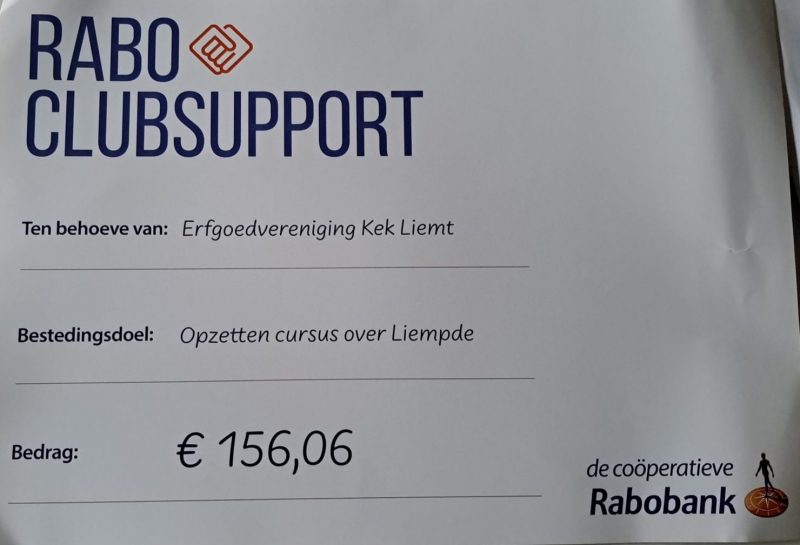 RABO
CLUBSUPPORT
Ten behoeve van: Erfgoedvereniging Kek Liemt
Bestedingsdoel: Opzetten cursus over Liempde
Bedrag: € 156,06
de coöperatieve
Rabobank